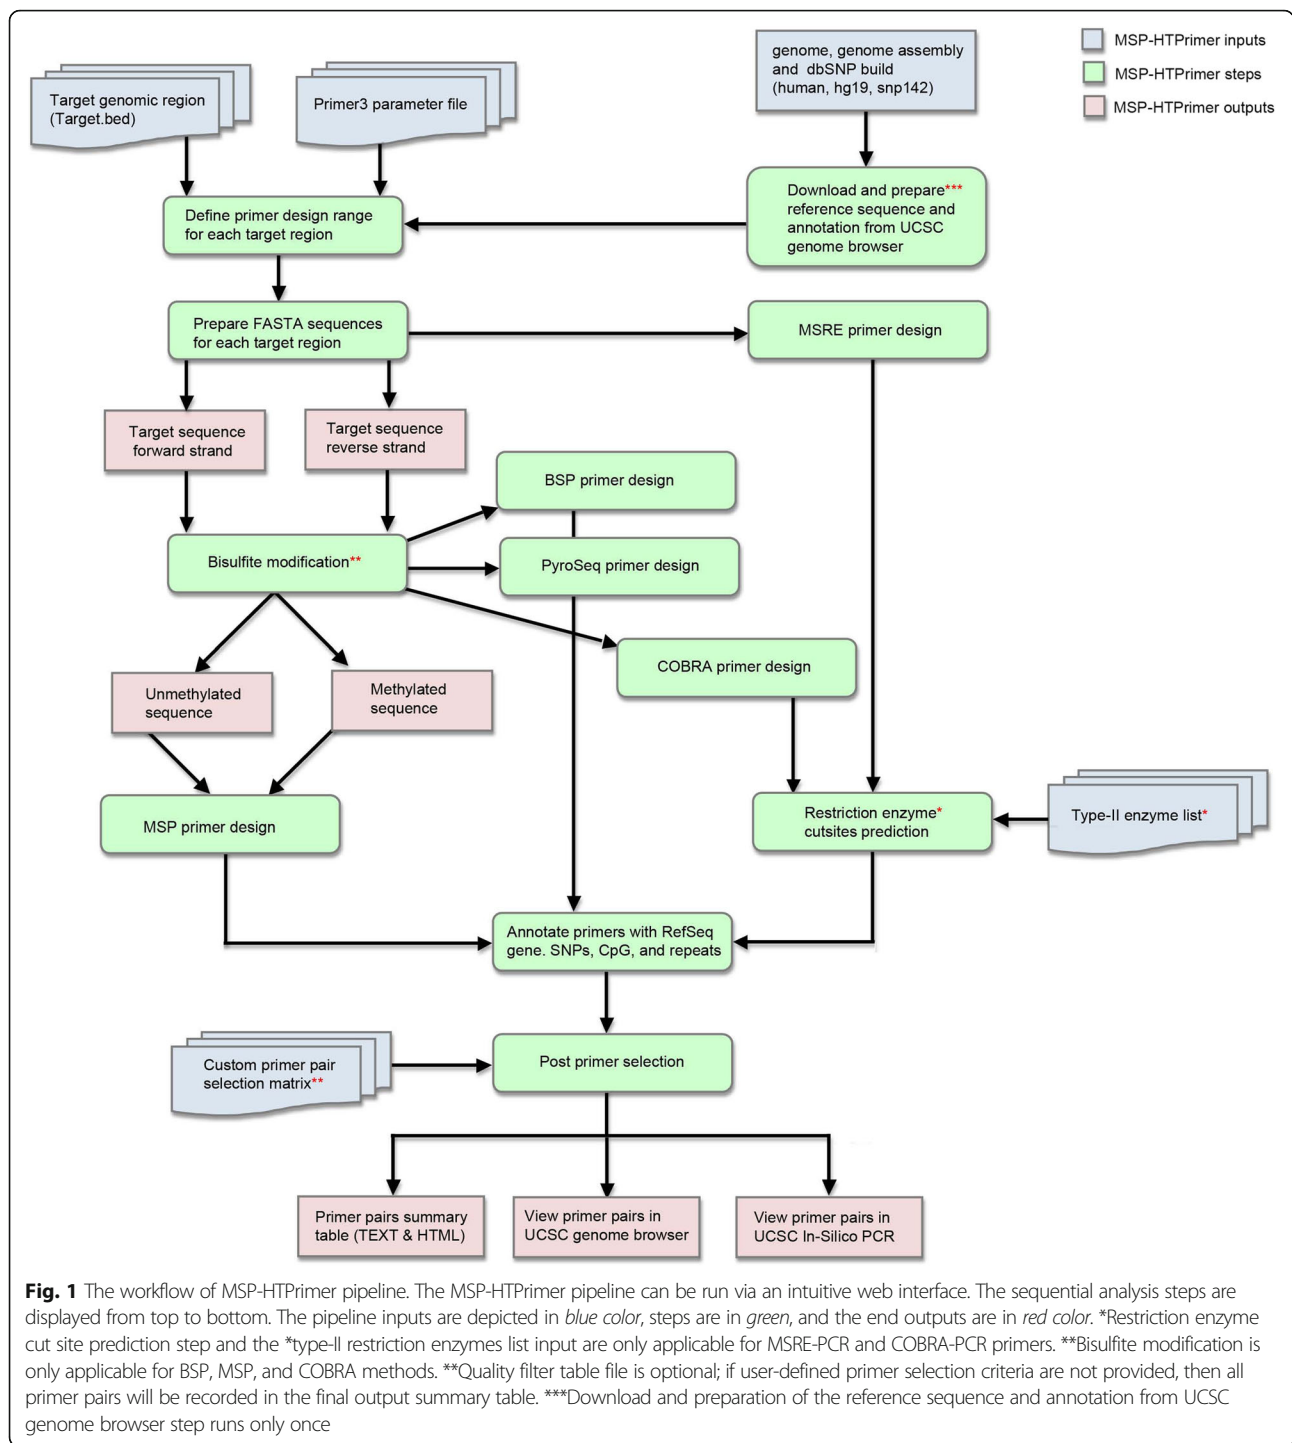 MSP-HTPrimer inputs
MSP-HTPrimer steps
MSP-HTPrimer outputs
Target genomic region
(Target.bed)
Primer3 parameter file
genome, genome assembly
and dbSNP build
(human, hg19, snp142)
Define primer design range
for each target region
Download and prepare***
reference sequence and
annotation from UCSC
genome browser
Prepare FASTA sequences
for each target region
MSRE primer design
Target sequence
forward strand
Target sequence
reverse strand
BSP primer design
Bisulfite modification**
PyroSeq primer design
COBRA primer design
Unmethylated
sequence
Methylated
sequence
MSP primer design
Restriction enzyme*
cutsites prediction
Type-II enzyme list*
Annotate primers with RefSeq
gene. SNPs, CpG, and repeats
Custom primer pair
selection matrix**
Post primer selection
Primer pairs summary
table (TEXT & HTML)
View primer pairs in
UCSC genome browser
View primer pairs in
UCSC In-Silico PCR
Fig. 1 The workflow of MSP-HTPrimer pipeline. The MSP-HTPrimer pipeline can be run via an intuitive web interface. The sequential analysis steps are
displayed from top to bottom. The pipeline inputs are depicted in blue color, steps are in green, and the end outputs are in red color. *Restriction enzyme
cut site prediction step and the *type-II restriction enzymes list input are only applicable for MSRE-PCR and COBRA-PCR primers. **Bisulfite modification is
only applicable for BSP, MSP, and COBRA methods. **Quality filter table file is optional; if user-defined primer selection criteria are not provided, then all
primer pairs will be recorded in the final output summary table. ***Download and preparation of the reference sequence and annotation from UCSC
genome browser step runs only once